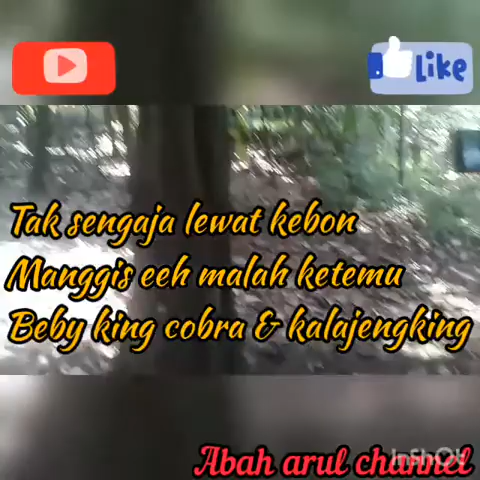 Like
Tak sengaja lewat kebon
Manggis eeh malah ketemu
Beby king cobra & kalajengking
Abah arul channel
InShOt